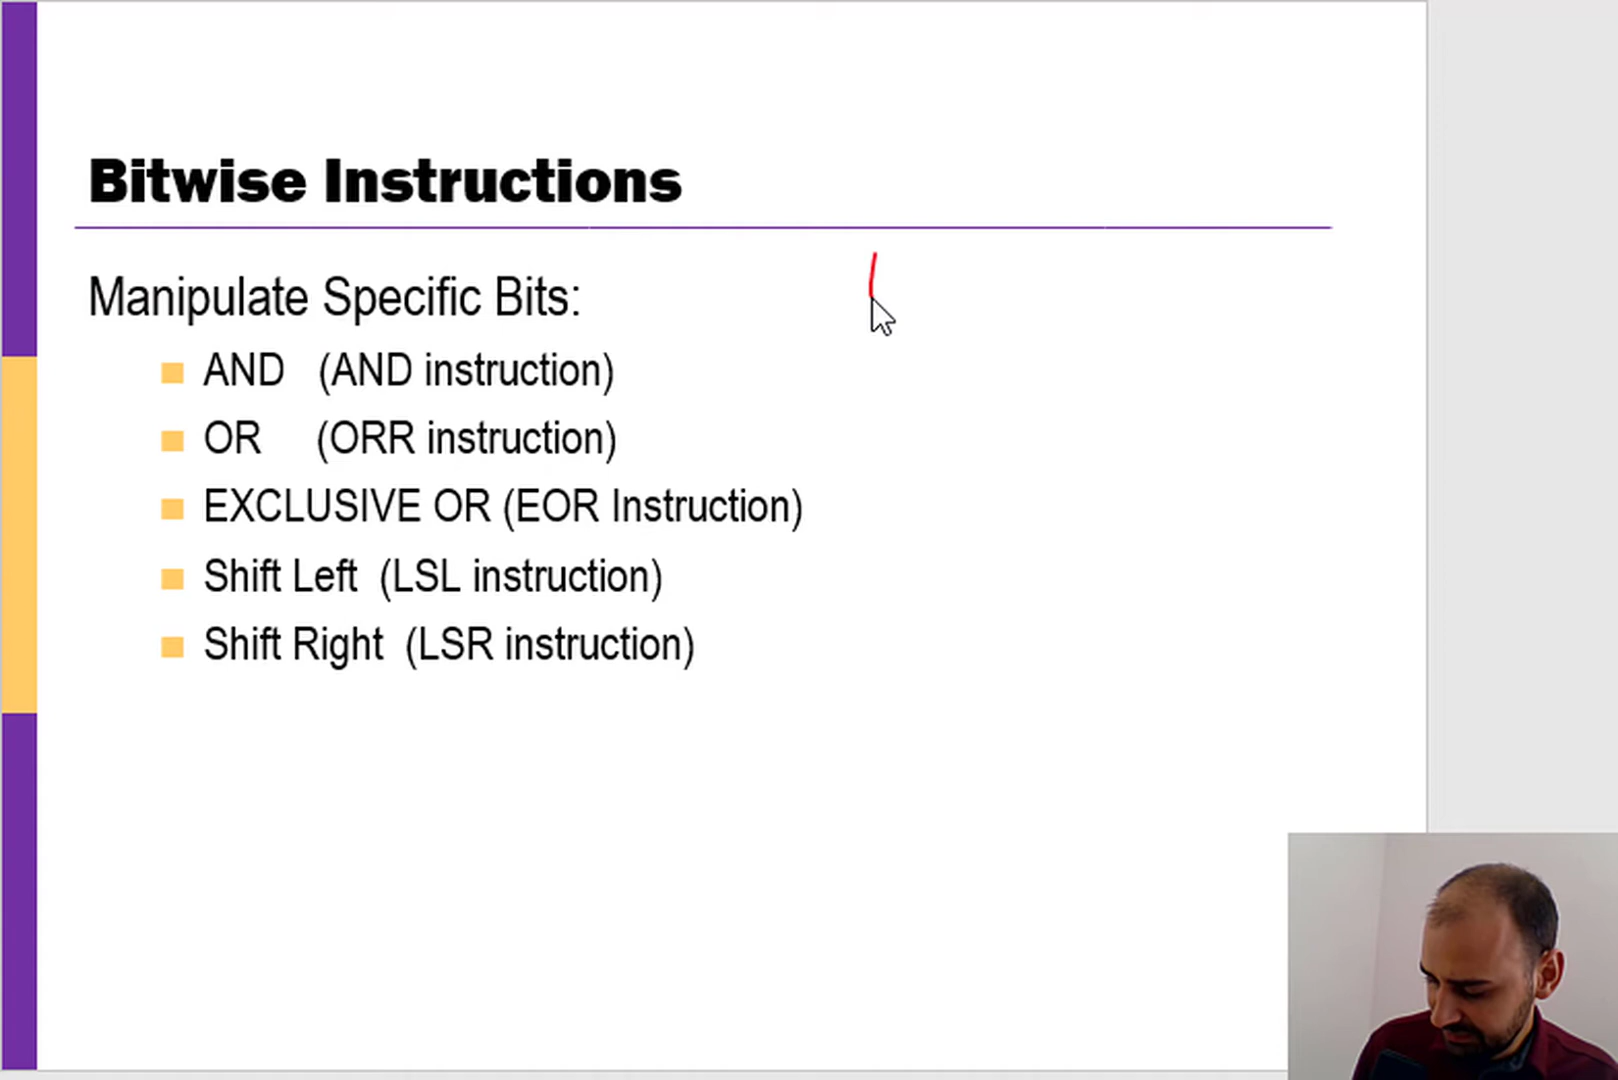 Bitwise Instructions
Manipulate Specific Bits:
AND (AND instruction)
OR (ORR instruction)
EXCLUSIVE OR (EOR Instruction)
Shift Left (LSL instruction)
Shift Right (LSR instruction)